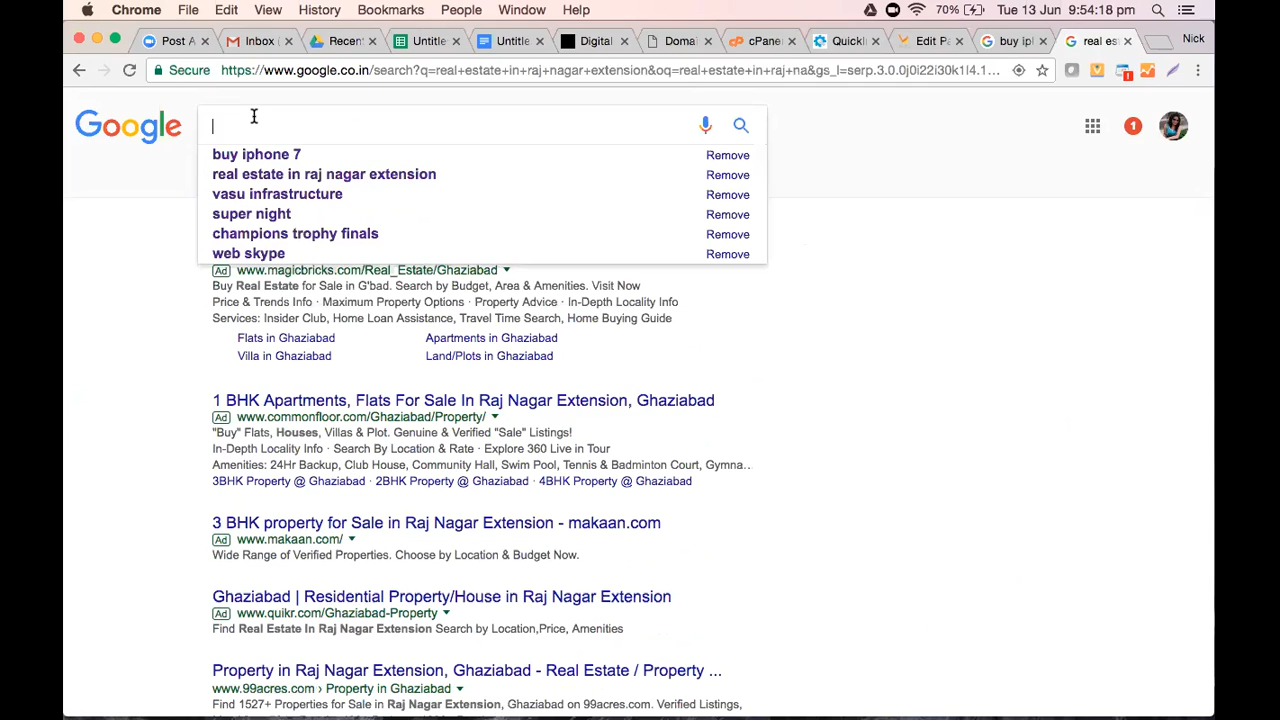 Chrome File Edit View History Bookmarks People Window Help 70% Tue 13 Jun 9:54:18 pm
Post A Inbox ( Recent Untitle Untitle Digital Domai cPane Quickl Edit P buy ip real es Nick
Secure https://www.google.co.in/search?q=real+estate+in+raj+nagar+extension&oq=real+estate+in+raj+na&gs_l=serp.3.0.0j0i22i30k1l4.1...
Google
1
buy iphone 7 Remove
real estate in raj nagar extension Remove
vasu infrastructure Remove
super night Remove
champions trophy finals Remove
web skype Remove
Ad www.magicbricks.com/Real_Estate/Ghaziabad
Buy Real Estate for Sale in G'bad. Search by Budget, Area & Amenities. Visit Now
Price & Trends Info · Maximum Property Options · Property Advice · In-Depth Locality Info
Services: Insider Club, Home Loan Assistance, Travel Time Search, Home Buying Guide
Flats in Ghaziabad Apartments in Ghaziabad
Villa in Ghaziabad Land/Plots in Ghaziabad
1 BHK Apartments, Flats For Sale In Raj Nagar Extension, Ghaziabad
Ad www.commonfloor.com/Ghaziabad/Property/
"Buy" Flats, Houses, Villas & Plot. Genuine & Verified "Sale" Listings!
In-Depth Locality Info · Search By Location & Rate · Explore 360 Live in Tour
Amenities: 24Hr Backup, Club House, Community Hall, Swim Pool, Tennis & Badminton Court, Gymna...
3BHK Property @ Ghaziabad · 2BHK Property @ Ghaziabad · 4BHK Property @ Ghaziabad
3 BHK property for Sale in Raj Nagar Extension - makaan.com
Ad www.makaan.com/
Wide Range of Verified Properties. Choose by Location & Budget Now.
Ghaziabad | Residential Property/House in Raj Nagar Extension
Ad www.quikr.com/Ghaziabad-Property
Find Real Estate In Raj Nagar Extension Search by Location,Price, Amenities
Property in Raj Nagar Extension, Ghaziabad - Real Estate / Property ...
www.99acres.com › Property in Ghaziabad
Find 1527+ Properties for Sale in Raj Nagar Extension, Ghaziabad on 99acres.com. Verified Listings,